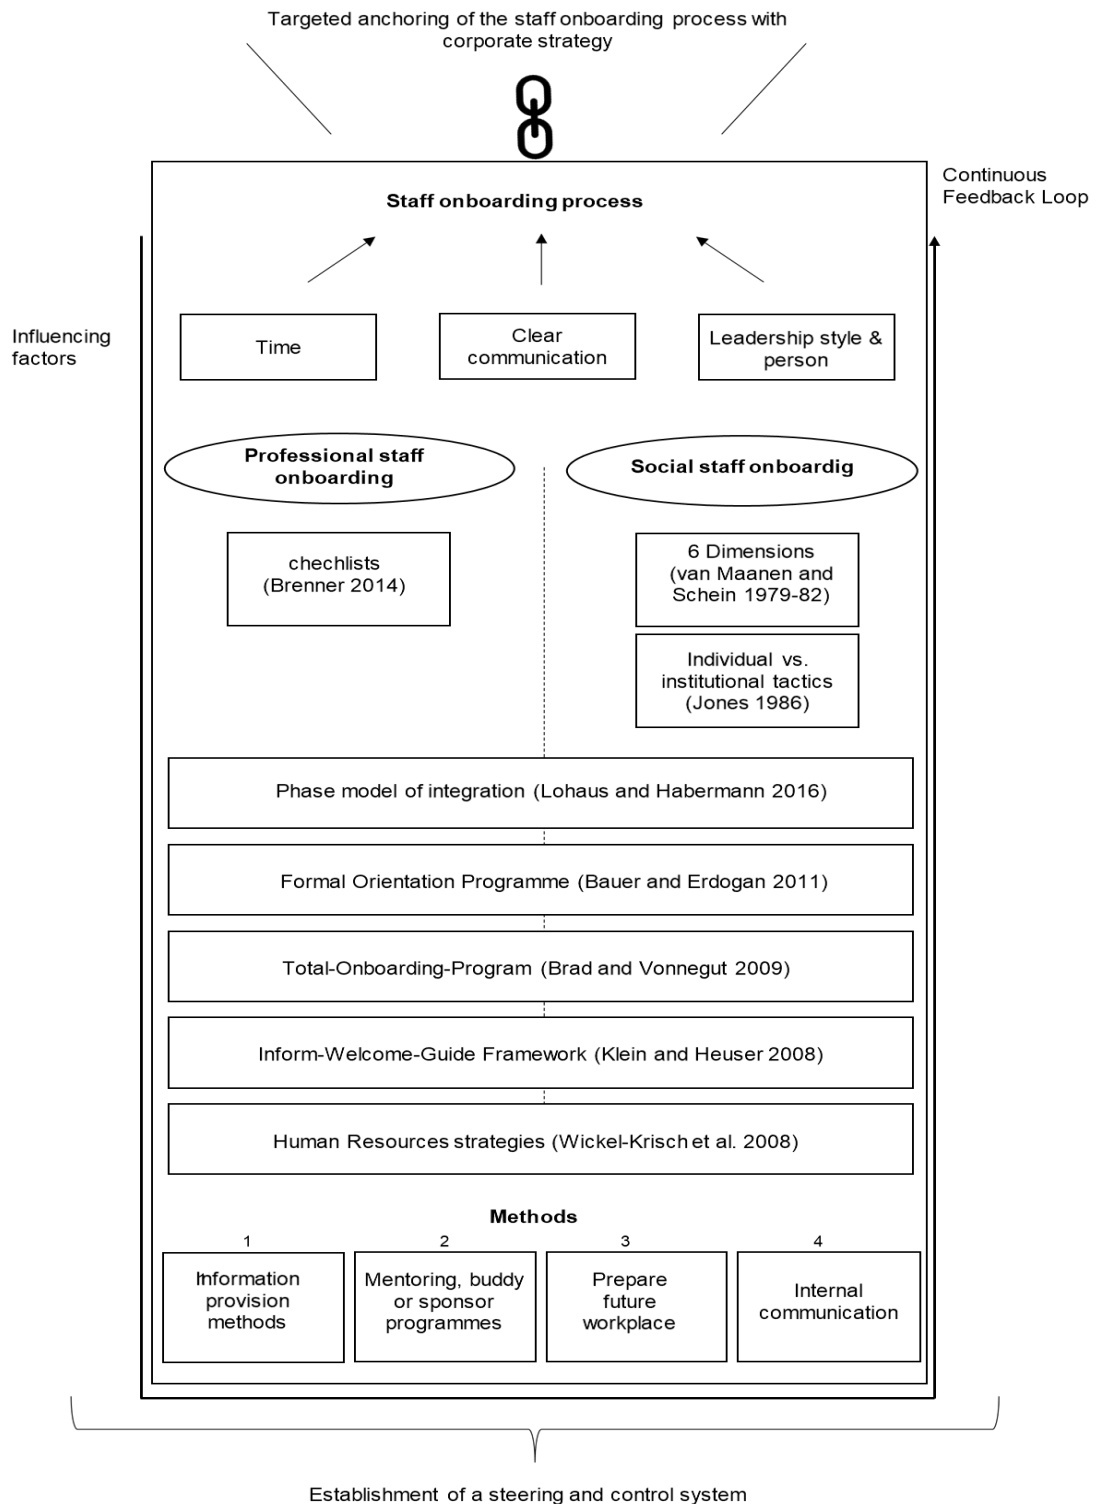 Targeted anchoring of the staff onboarding process with
corporate strategy
Continuous
Feedback Loop
Staff onboarding process
Influencing
factors
Time
Clear
communication
Leadership style &
person
Professional staff
onboarding
Social staff onboardig
chechlists
(Brenner 2014)
6 Dimensions
(van Maanen and
Schein 1979-82)
Individual vs.
institutional tactics
(Jones 1986)
Phase model of integration (Lohaus and Habermann 2016)
Formal Orientation Programme (Bauer and Erdogan 2011)
Total-Onboarding-Program (Brad and Vonnegut 2009)
Inform-Welcome-Guide Framework (Klein and Heuser 2008)
Human Resources strategies (Wickel-Krisch et al. 2008)
Methods
1
Information
provision
methods
2
Mentoring, buddy
or sponsor
programmes
3
Prepare
future
workplace
4
Internal
communication
Establishment of a steering and control system